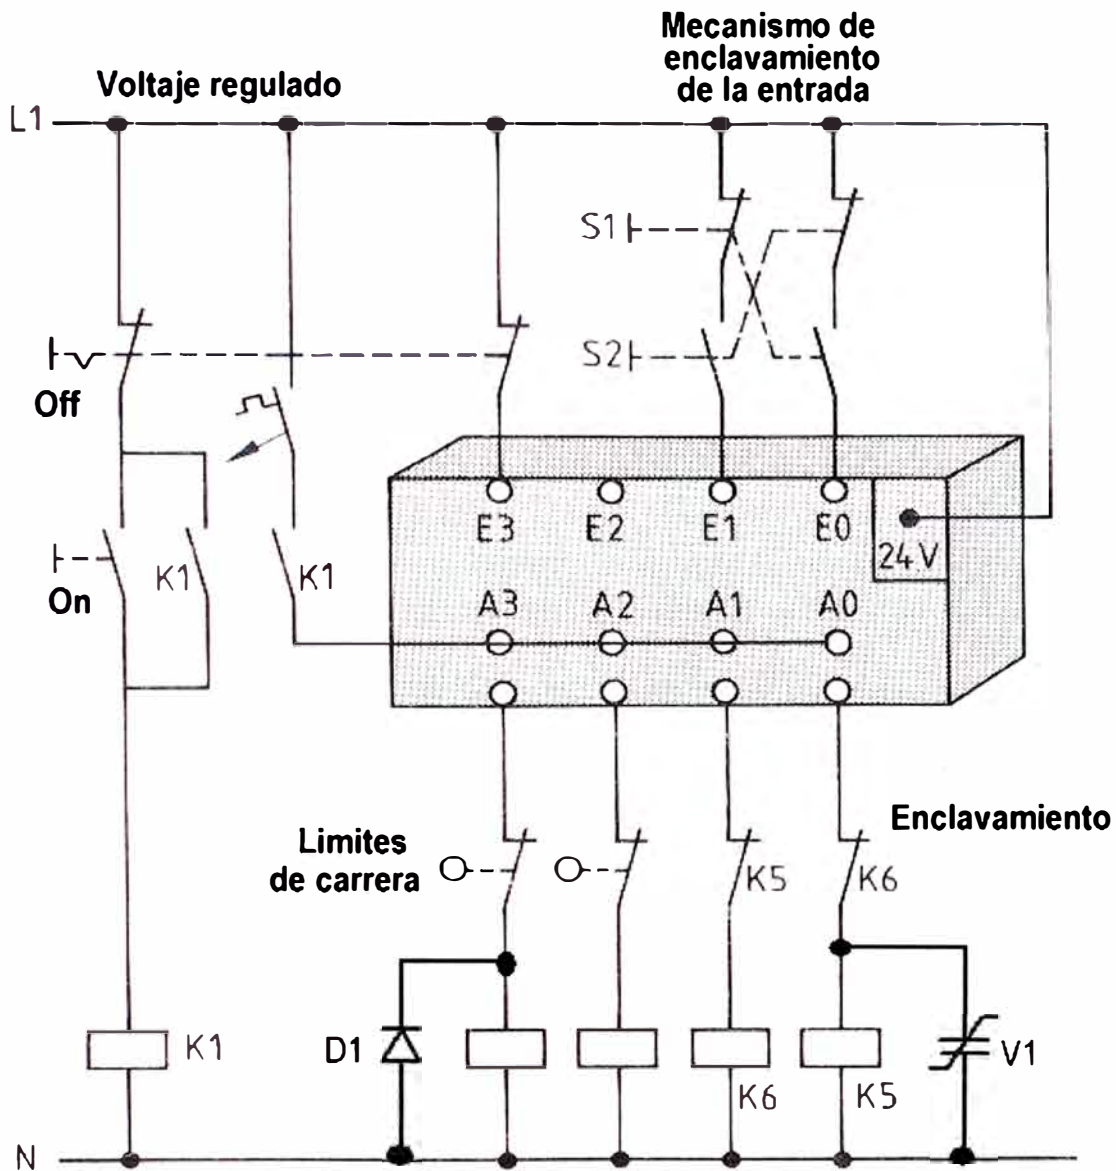 Mecanismo de
enclavamiento
de la entrada
Voltaje regulado
L1
S1
S2
Off
E3 E2 E1 E0
24 V
K1 K1
On
A3 A2 A1 A0
Enclavamiento
Limites
de carrera
K5 K6
K1 D1 V1
K6 K5
N